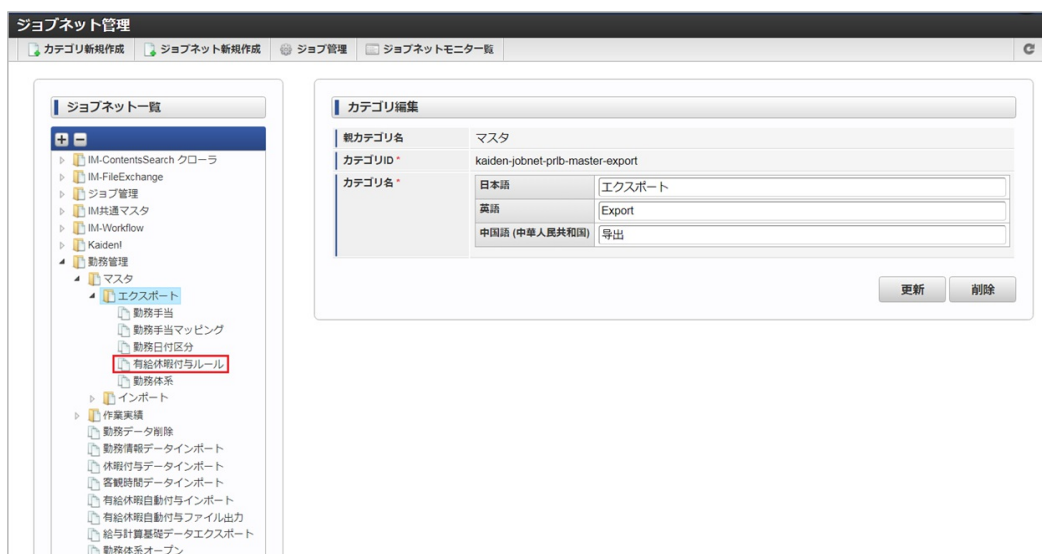 ジョブネット管理
カテゴリ新規作成 ジョブネット新規作成 ジョブ管理 ジョブネットモニター覧
ジョブネット一覧
IM-ContentsSearch クローラ
IM-FileExchange
ジョブ管理
IM共通マスタ
IM-Workflow
Kaiden!
勤務管理
マスタ
エクスポート
勤務手当
勤務手当マッピング
勤務日付区分
有給休暇付与ルール
勤務体系
インポート
作業実績
勤務データ削除
勤務情報データインポート
休暇付与データインポート
客観時間データインポート
有給休暇自動付与インポート
有給休暇自動付与ファイル出力
給与計算基礎データエクスポート
勤務体系オープン
カテゴリ編集
親カテゴリ名 マスタ
カテゴリID * kaiden-jobnet-prlb-master-export
カテゴリ名 * 日本語 エクスポート
英語 Export
中国語 (中華人民共和国) 导出
更新 削除